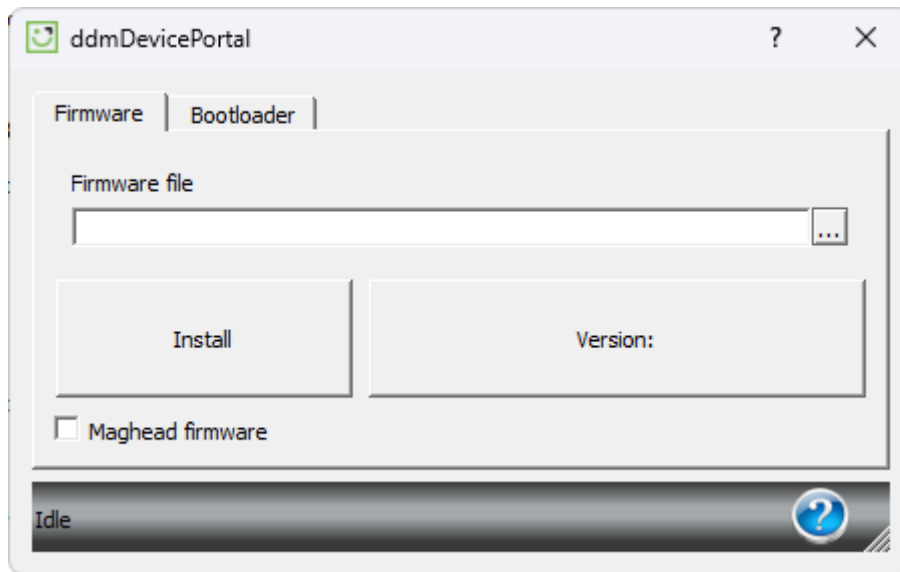 ddmDevicePortal ?
Firmware Bootloader
Firmware file
...
Install Version:
Maghead firmware
Idle ?